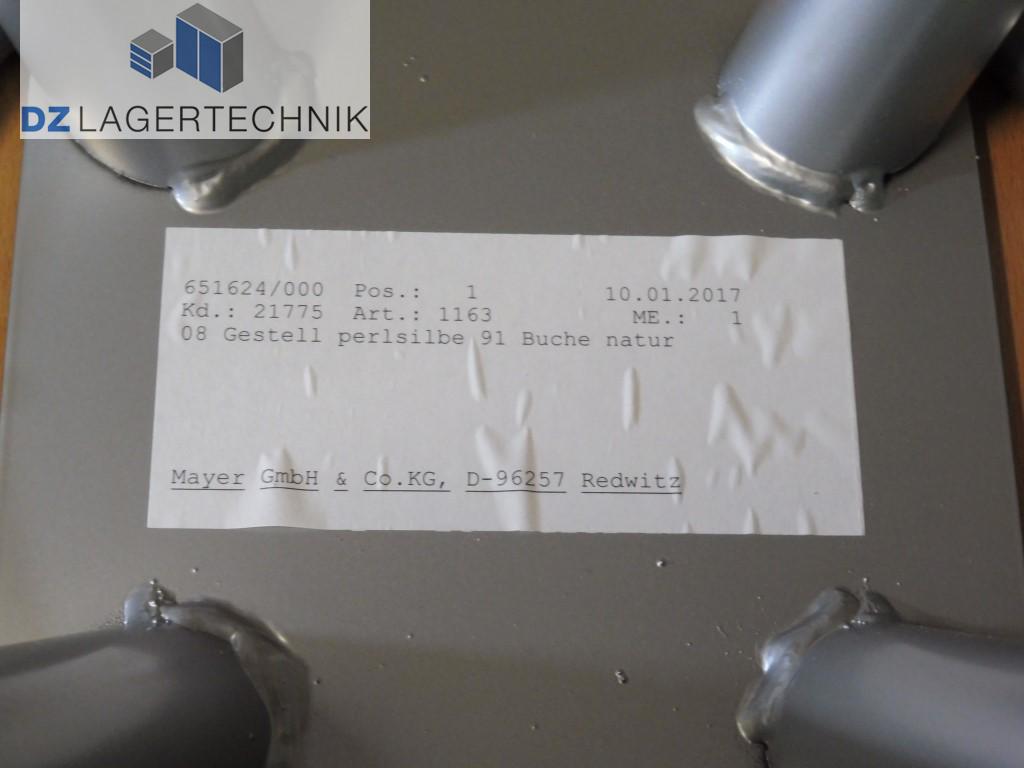 DZ LAGERTECHNIK
651624/000 Pos.: 1 10.01.2017
Kd.: 21775 Art.: 1163 ME.: 1
08 Gestell perlsilbe 91 Buche natur
Mayer GmbH & Co.KG, D-96257 Redwitz